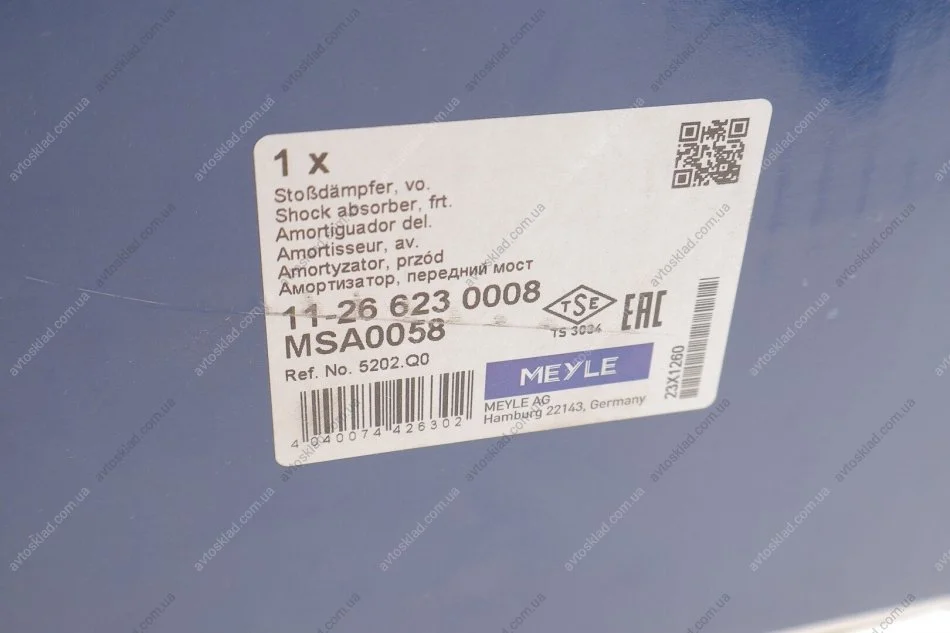 1 x
Stoßdämpfer, vo.
Shock absorber, frt.
Amortiguador del.
Amortisseur, av.
Amortyzator, przód
Амортизатор, передний мост
11-26 623 0008
MSA0058
Ref. No. 5202.Q0
4 040074 426302
TSE
TS 3034
EAC
MEYLE
MEYLE AG
Hamburg 22143, Germany
23X1260
avtosklad.com.ua